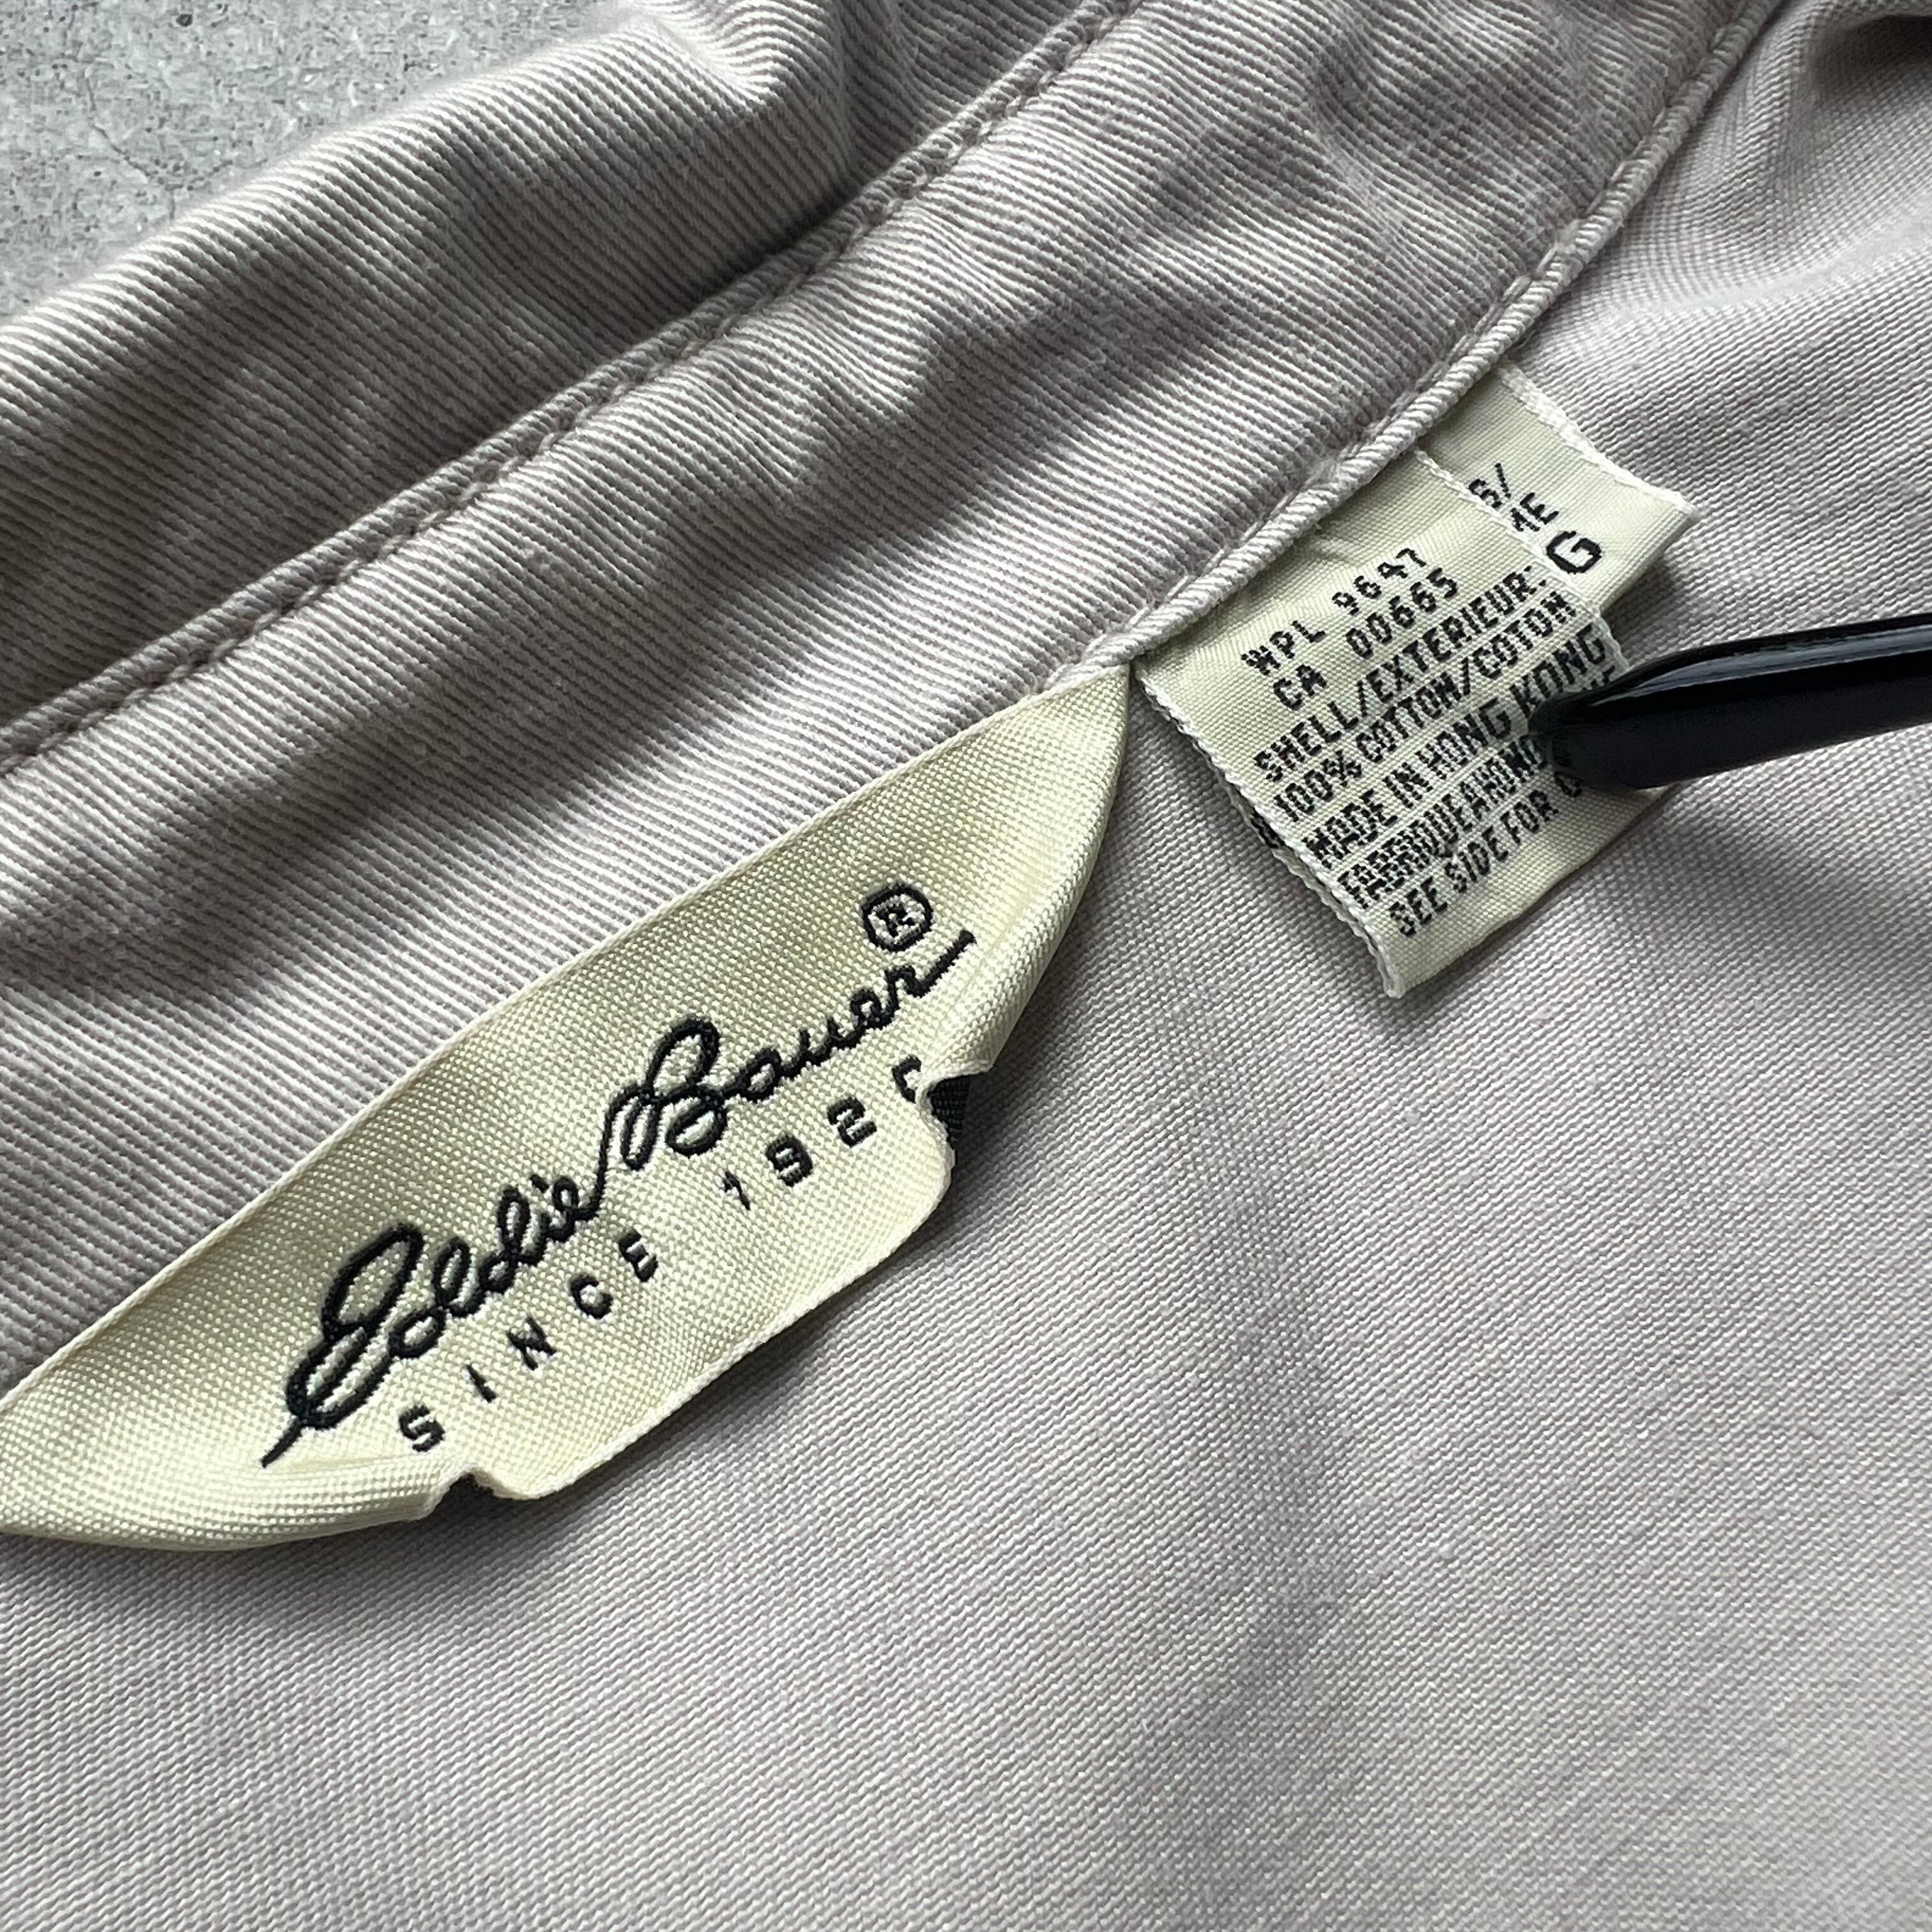 Eddie Bauer®
SINCE 192
G
WPL 9647
CA 00665
SHELL/EXTERIEUR:
100% COTTON/COTON
MADE IN HONG KONG
SEE SIDE FOR